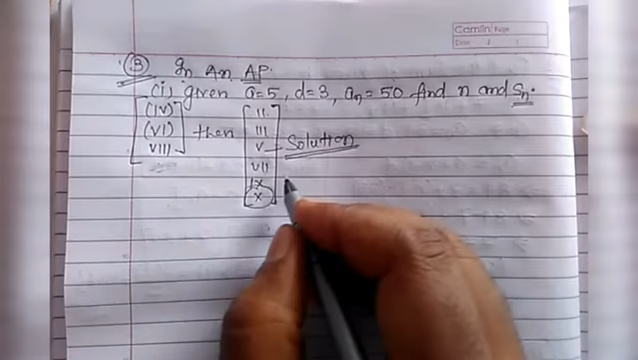 Camlin Page
Date / /
(3) In An AP.
(i) given a=5, d=3, an=50 find n and Sn.
(iv)
(vi)
viii
then
ii
iii
v
vii
ix
x
Solution